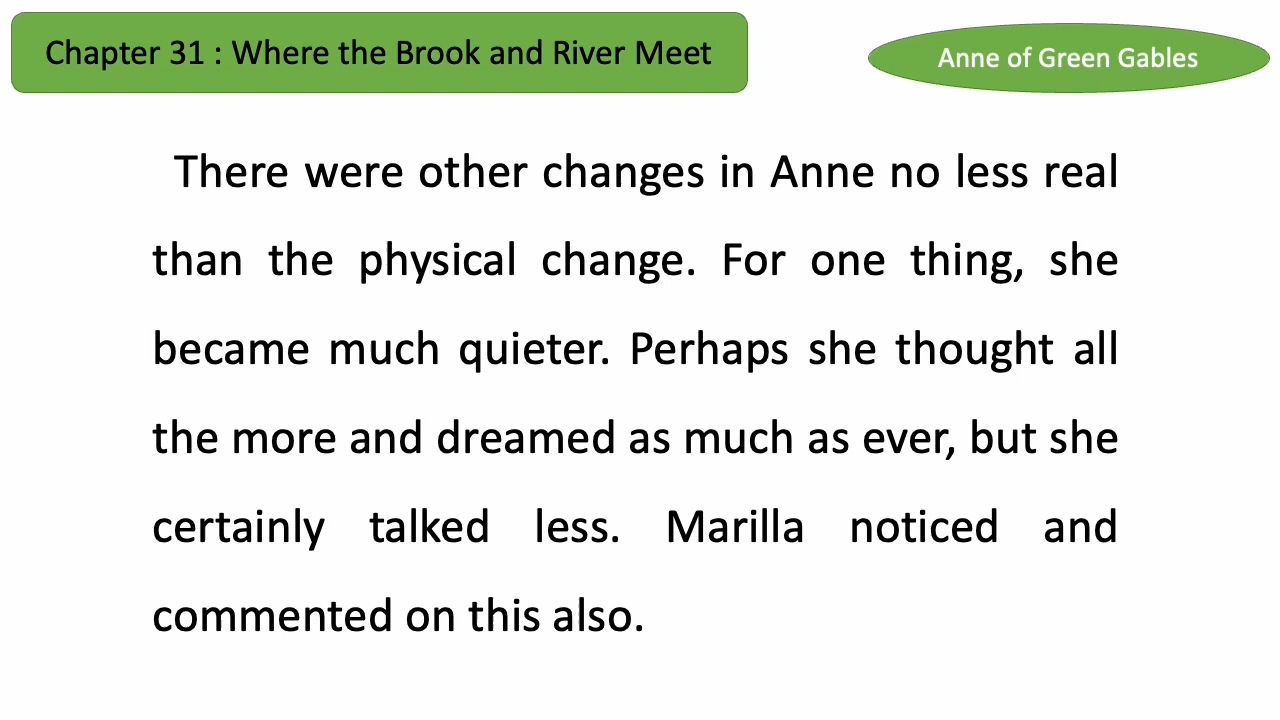 Chapter 31 : Where the Brook and River Meet
Anne of Green Gables
There were other changes in Anne no less real
than the physical change. For one thing, she
became much quieter. Perhaps she thought all
the more and dreamed as much as ever, but she
certainly talked less. Marilla noticed and
commented on this also.